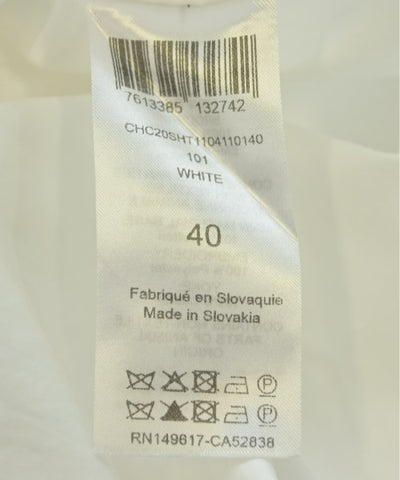 7613385 132742
CHC20SHT1104110140
101
WHITE
40
Fabriqué en Slovaquie
Made in Slovakia
RN149617-CA52838